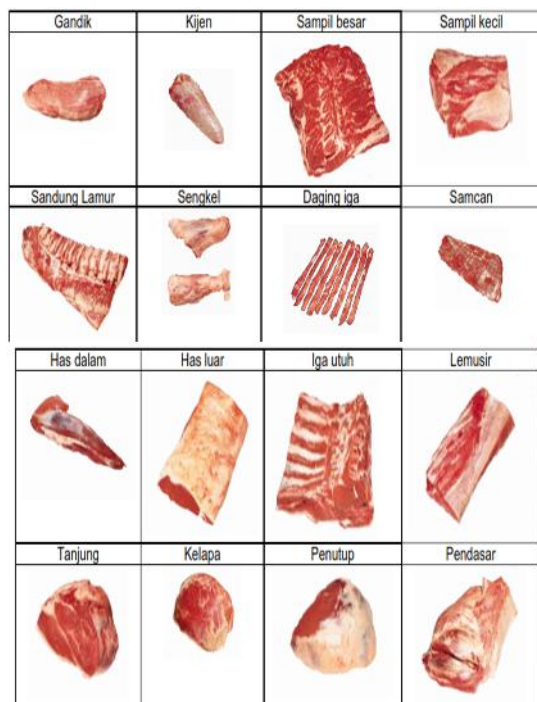 Gandik Kijen Sampil besar Sampil kecil
Sandung Lamur Sengkel Daging iga Samcan
Has dalam Has luar Iga utuh Lemusir
Tanjung Kelapa Penutup Pendasar